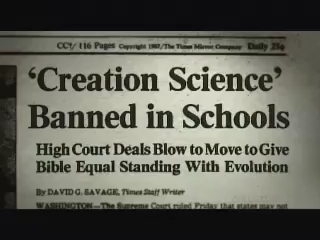 CC†/ 116 Pages Copyright 1987/The Times Mirror Company Daily 25¢
‘Creation Science’
Banned in Schools
High Court Deals Blow to Move to Give
Bible Equal Standing With Evolution
By DAVID G. SAVAGE, Times Staff Writer
WASHINGTON—The Supreme Court ruled Friday that states may not